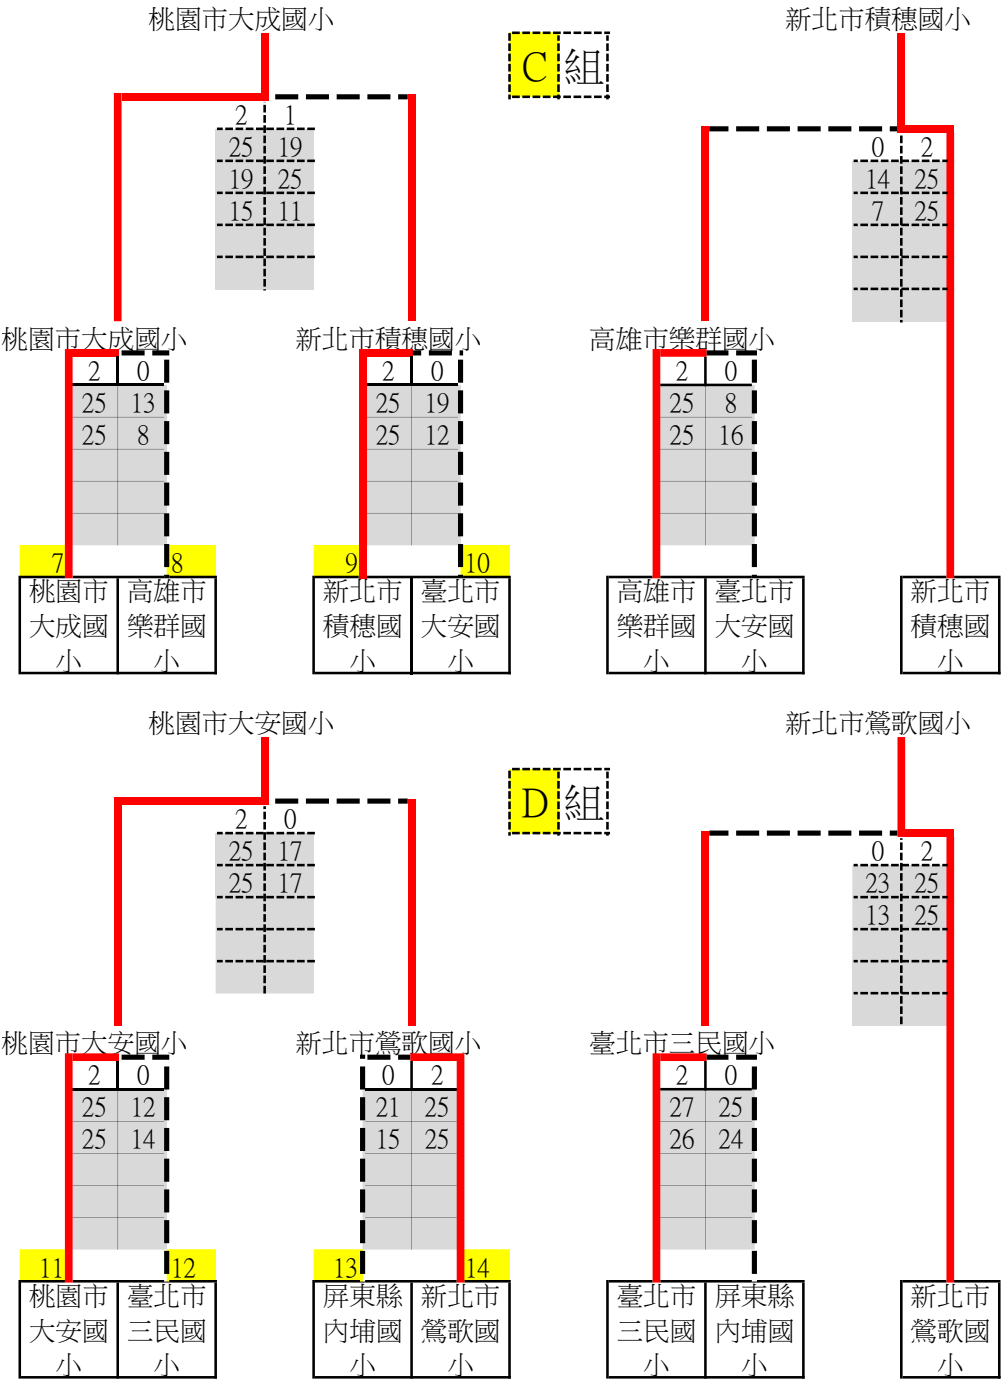 桃園市大成國小
新北市積穗國小
C 組
2 1
25 19
19 25
15 11
0 2
14 25
7 25
桃園市大成國小
新北市積穗國小
高雄市樂群國小
2 0
25 13
25 8
2 0
25 19
25 12
2 0
25 8
25 16
7 8
9 10
桃園市
大成國
小
高雄市
樂群國
小
新北市
積穗國
小
臺北市
大安國
小
高雄市
樂群國
小
臺北市
大安國
小
新北市
積穗國
小
桃園市大安國小
新北市鶯歌國小
D 組
2 0
25 17
25 17
0 2
23 25
13 25
桃園市大安國小
新北市鶯歌國小
臺北市三民國小
2 0
25 12
25 14
0 2
21 25
15 25
2 0
27 25
26 24
11 12
13 14
桃園市
大安國
小
臺北市
三民國
小
屏東縣
內埔國
小
新北市
鶯歌國
小
臺北市
三民國
小
屏東縣
內埔國
小
新北市
鶯歌國
小